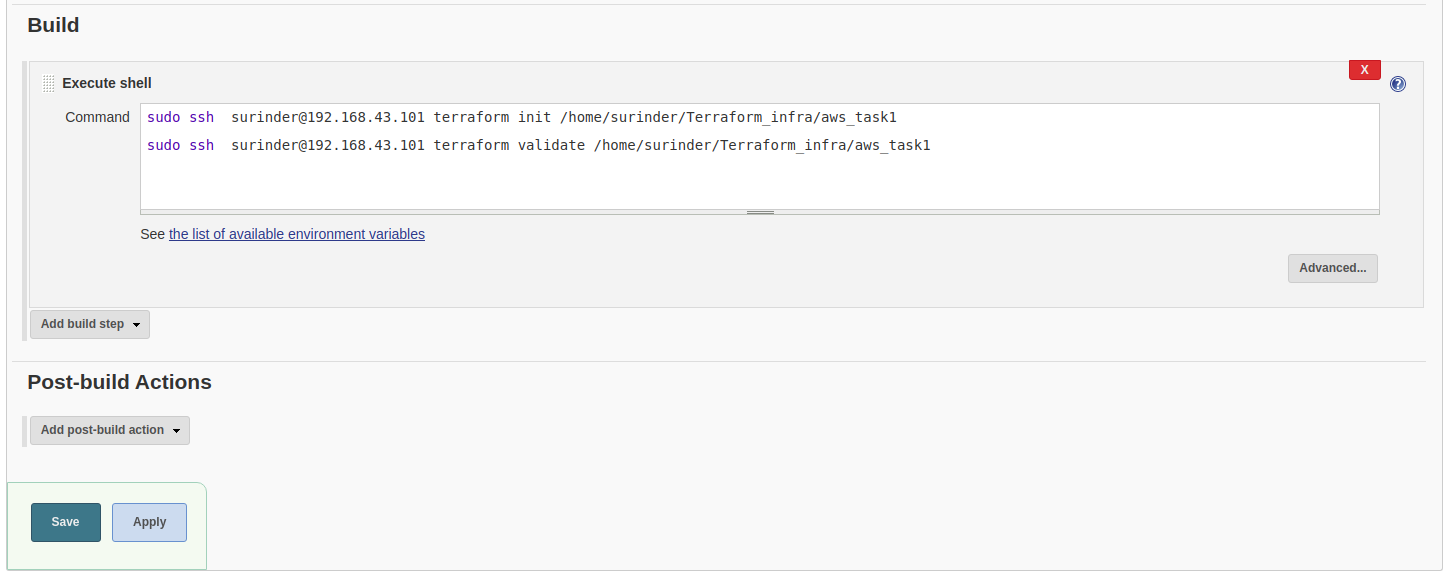 Build
X
Execute shell
Command
sudo ssh  surinder@192.168.43.101 terraform init /home/surinder/Terraform_infra/aws_task1
sudo ssh  surinder@192.168.43.101 terraform validate /home/surinder/Terraform_infra/aws_task1
See the list of available environment variables
Advanced...
Add build step
Post-build Actions
Add post-build action
Save
Apply